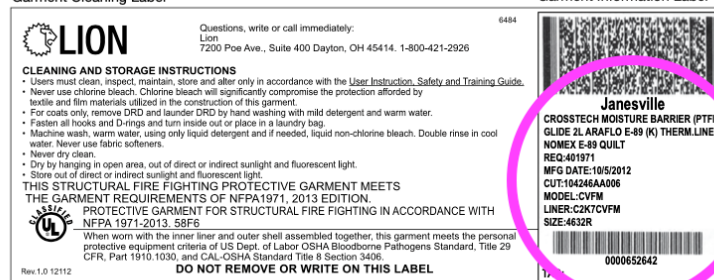 Garment Cleaning Label
Garment Information Label
6484
LION
Questions, write or call immediately:
Lion
7200 Poe Ave., Suite 400 Dayton, OH 45414. 1-800-421-2926
CLEANING AND STORAGE INSTRUCTIONS
• Users must clean, inspect, maintain, store and alter only in accordance with the User Instruction, Safety and Training Guide.
• Never use chlorine bleach. Chlorine bleach will significantly compromise the protection afforded by
textile and film materials utilized in the construction of this garment.
• For coats only, remove DRD and launder DRD by hand washing with mild detergent and warm water.
• Fasten all hooks and D-rings and turn inside out or place in a laundry bag.
• Machine wash, warm water, using only liquid detergent and if needed, liquid non-chlorine bleach. Double rinse in cool
water. Never use fabric softeners.
• Never dry clean.
• Dry by hanging in open area, out of direct or indirect sunlight and fluorescent light.
• Store out of direct or indirect sunlight and fluorescent light.
THIS STRUCTURAL FIRE FIGHTING PROTECTIVE GARMENT MEETS
THE GARMENT REQUIREMENTS OF NFPA1971, 2013 EDITION.
CLASSIFIED
UL
PROTECTIVE GARMENT FOR STRUCTURAL FIRE FIGHTING IN ACCORDANCE WITH
NFPA 1971-2013. 58F6
When worn with the inner liner and outer shell assembled together, this garment meets the personal
protective equipment criteria of US Dept. of Labor OSHA Bloodborne Pathogens Standard, Title 29
CFR, Part 1910.1030, and CAL-OSHA Standard Title 8 Section 3406.
Rev.1.0 12112
DO NOT REMOVE OR WRITE ON THIS LABEL
Janesville
CROSSTECH MOISTURE BARRIER (PTF
GLIDE 2L ARAFLO E-89 (K) THERM.LINE
NOMEX E-89 QUILT
REQ:401971
MFG DATE:10/5/2012
CUT:104246AA006
MODEL:CVFM
LINER:C2K7CVFM
SIZE:4632R
0000652642